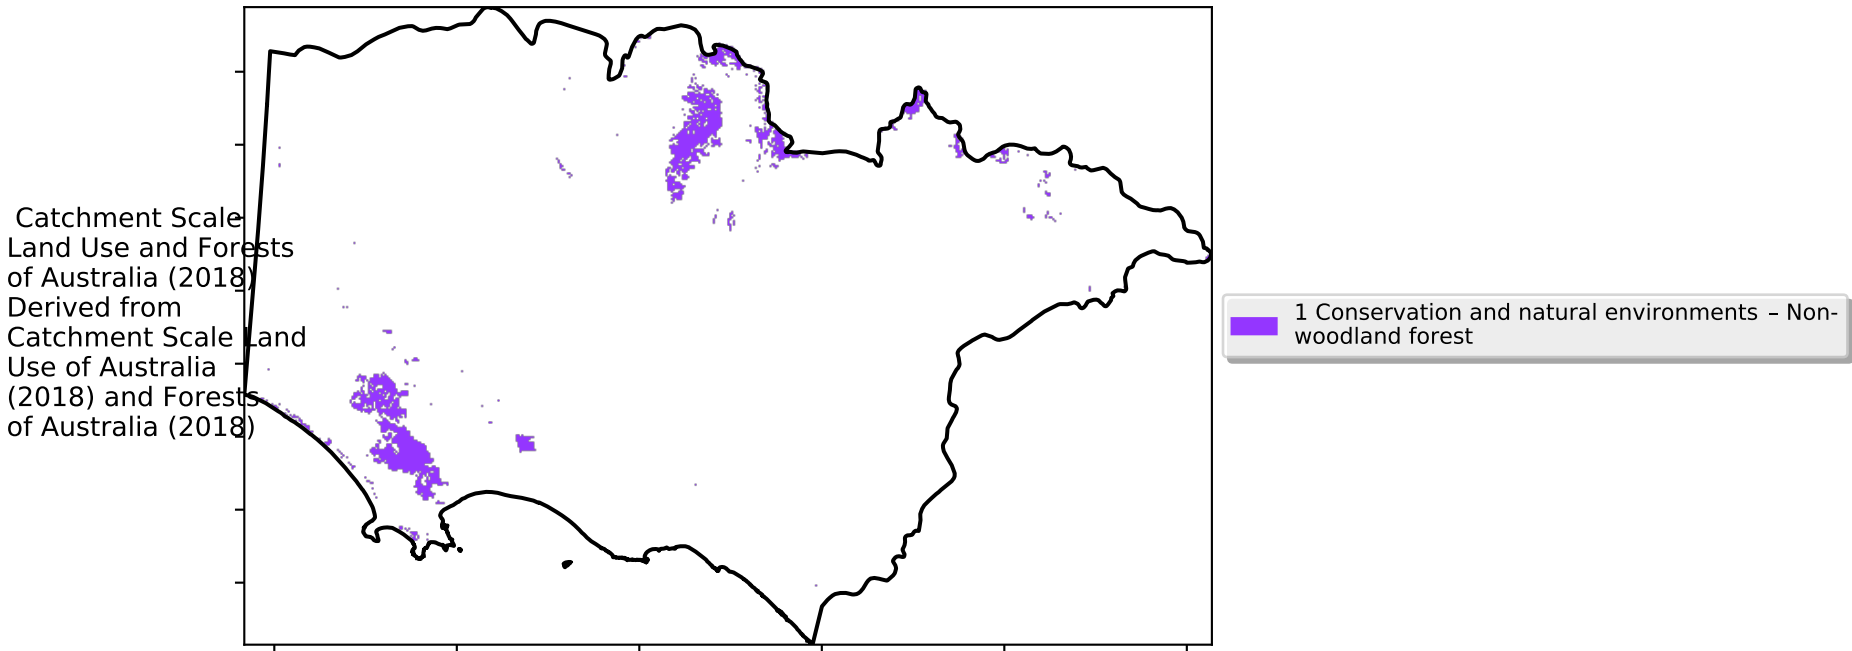 Catchment Scale
Land Use and Forests
of Australia (2018)
Derived from
Catchment Scale Land
Use of Australia
(2018) and Forests
of Australia (2018)
1 Conservation and natural environments – Non-
woodland forest